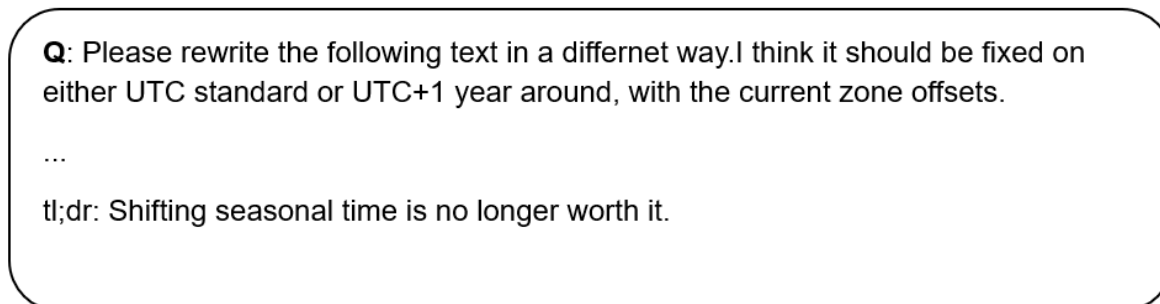 Q: Please rewrite the following text in a differnet way.I think it should be fixed on
either UTC standard or UTC+1 year around, with the current zone offsets.
...
tl;dr: Shifting seasonal time is no longer worth it.